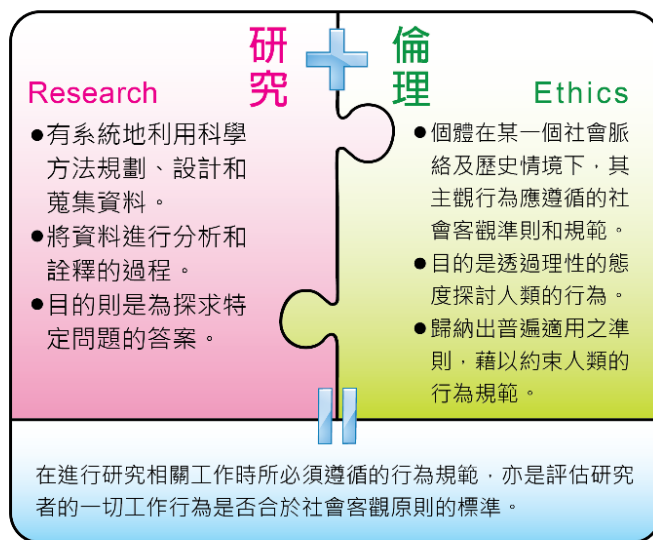 研究
Research
●有系統地利用科學
方法規劃、設計和
蒐集資料。
●將資料進行分析和
詮釋的過程。
●目的則是為探求特
定問題的答案。
+
倫理
Ethics
●個體在某一個社會脈
絡及歷史情境下，其
主觀行為應遵循的社
會客觀準則和規範。
●目的是透過理性的態
度探討人類的行為。
●歸納出普遍適用之準
則，藉以約束人類的
行為規範。
=
在進行研究相關工作時所必須遵循的行為規範，亦是評估研究
者的一切工作行為是否合於社會客觀原則的標準。